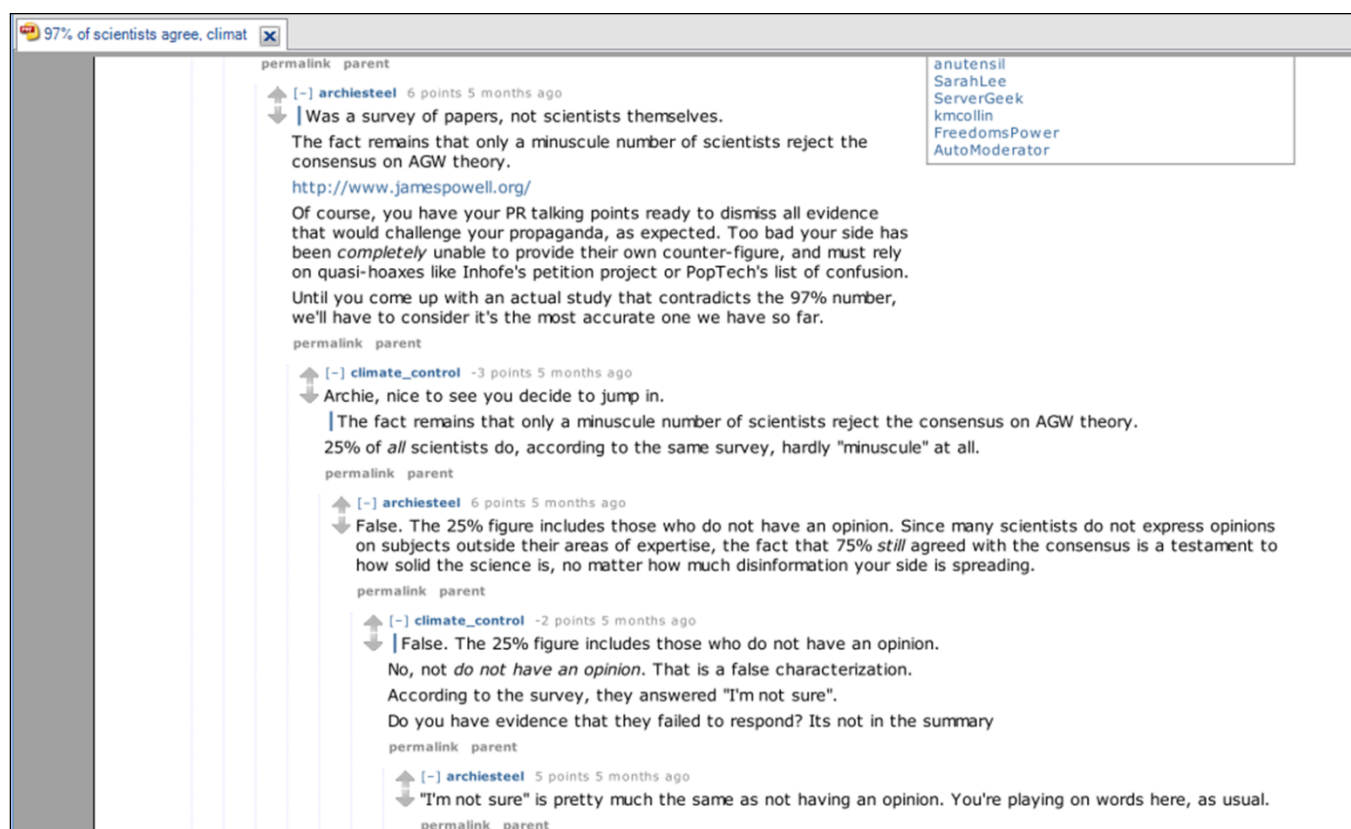 97% of scientists agree, climat
permalink parent
anutensil
SarahLee
ServerGeek
kmcollin
FreedomsPower
AutoModerator
[-] archiesteel 6 points 5 months ago
Was a survey of papers, not scientists themselves.
The fact remains that only a minuscule number of scientists reject the
consensus on AGW theory.
http://www.jamespowell.org/
Of course, you have your PR talking points ready to dismiss all evidence
that would challenge your propaganda, as expected. Too bad your side has
been completely unable to provide their own counter-figure, and must rely
on quasi-hoaxes like Inhofe's petition project or PopTech's list of confusion.
Until you come up with an actual study that contradicts the 97% number,
we'll have to consider it's the most accurate one we have so far.
permalink parent
[-] climate_control -3 points 5 months ago
Archie, nice to see you decide to jump in.
The fact remains that only a minuscule number of scientists reject the consensus on AGW theory.
25% of all scientists do, according to the same survey, hardly "minuscule" at all.
permalink parent
[-] archiesteel 6 points 5 months ago
False. The 25% figure includes those who do not have an opinion. Since many scientists do not express opinions
on subjects outside their areas of expertise, the fact that 75% still agreed with the consensus is a testament to
how solid the science is, no matter how much disinformation your side is spreading.
permalink parent
[-] climate_control -2 points 5 months ago
False. The 25% figure includes those who do not have an opinion.
No, not do not have an opinion. That is a false characterization.
According to the survey, they answered "I'm not sure".
Do you have evidence that they failed to respond? Its not in the summary
permalink parent
[-] archiesteel 5 points 5 months ago
"I'm not sure" is pretty much the same as not having an opinion. You're playing on words here, as usual.
permalink parent